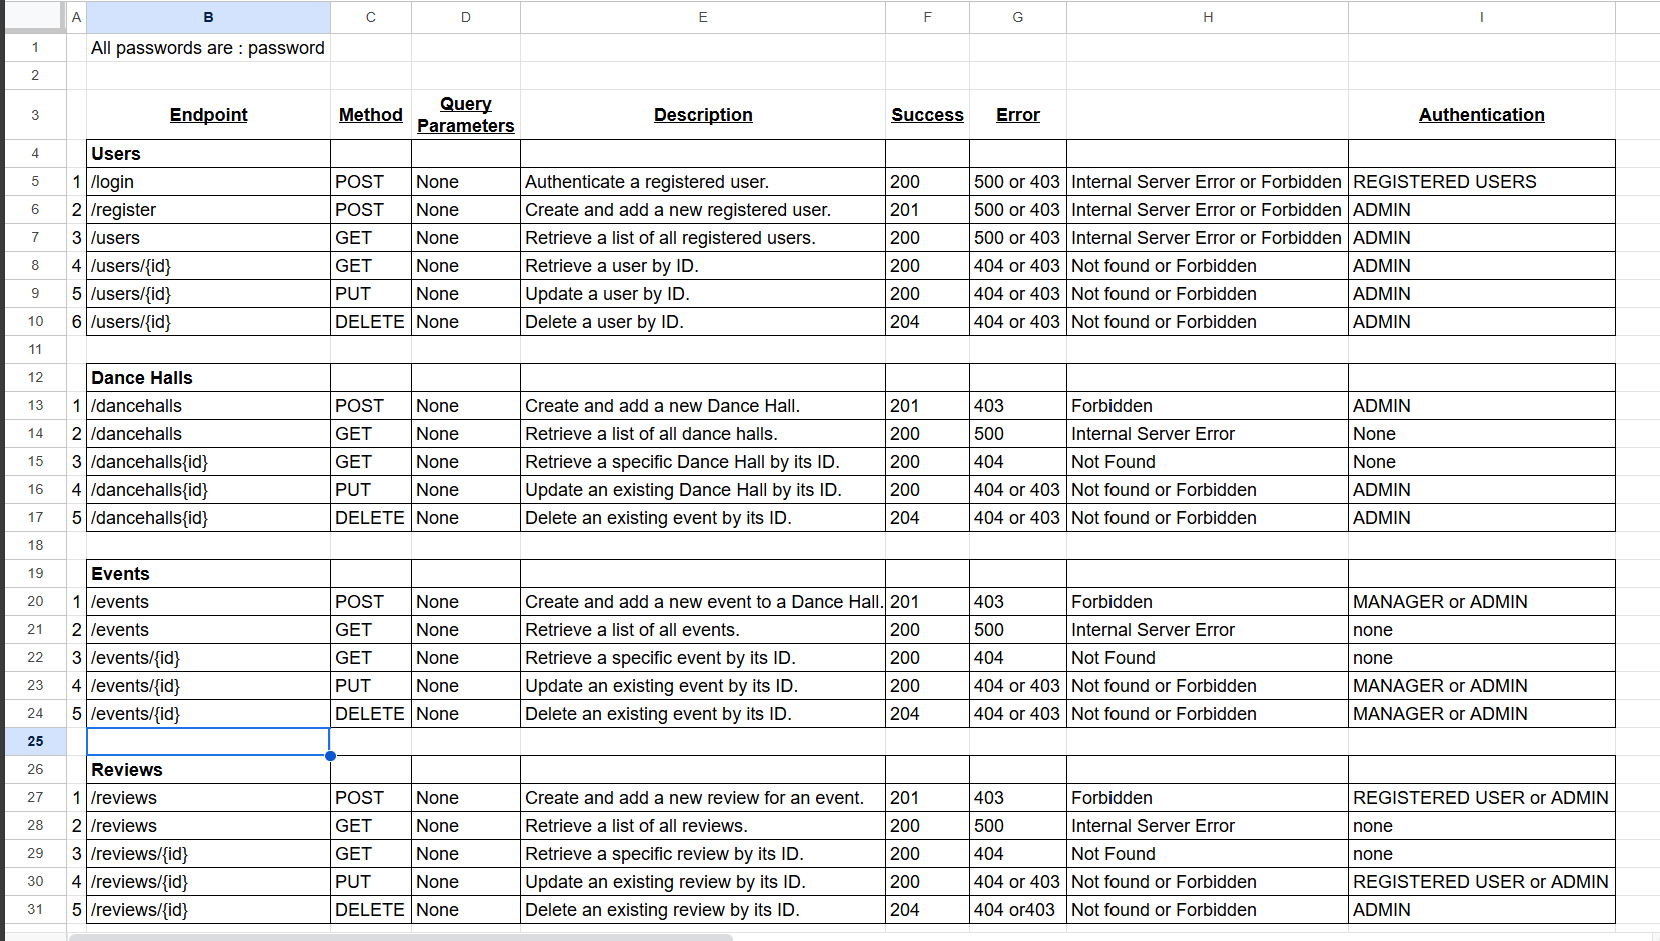 A B C D E F G H I
1 All passwords are : password
2
3 Endpoint Method Query Parameters Description Success Error Authentication
4 Users
5 1 /login POST None Authenticate a registered user. 200 500 or 403 Internal Server Error or Forbidden REGISTERED USERS
6 2 /register POST None Create and add a new registered user. 201 500 or 403 Internal Server Error or Forbidden ADMIN
7 3 /users GET None Retrieve a list of all registered users. 200 500 or 403 Internal Server Error or Forbidden ADMIN
8 4 /users/{id} GET None Retrieve a user by ID. 200 404 or 403 Not found or Forbidden ADMIN
9 5 /users/{id} PUT None Update a user by ID. 200 404 or 403 Not found or Forbidden ADMIN
10 6 /users/{id} DELETE None Delete a user by ID. 204 404 or 403 Not found or Forbidden ADMIN
11
12 Dance Halls
13 1 /dancehalls POST None Create and add a new Dance Hall. 201 403 Forbidden ADMIN
14 2 /dancehalls GET None Retrieve a list of all dance halls. 200 500 Internal Server Error None
15 3 /dancehalls{id} GET None Retrieve a specific Dance Hall by its ID. 200 404 Not Found None
16 4 /dancehalls{id} PUT None Update an existing Dance Hall by its ID. 200 404 or 403 Not found or Forbidden ADMIN
17 5 /dancehalls{id} DELETE None Delete an existing event by its ID. 204 404 or 403 Not found or Forbidden ADMIN
18
19 Events
20 1 /events POST None Create and add a new event to a Dance Hall. 201 403 Forbidden MANAGER or ADMIN
21 2 /events GET None Retrieve a list of all events. 200 500 Internal Server Error none
22 3 /events/{id} GET None Retrieve a specific event by its ID. 200 404 Not Found none
23 4 /events/{id} PUT None Update an existing event by its ID. 200 404 or 403 Not found or Forbidden MANAGER or ADMIN
24 5 /events/{id} DELETE None Delete an existing event by its ID. 204 404 or 403 Not found or Forbidden MANAGER or ADMIN
25
26 Reviews
27 1 /reviews POST None Create and add a new review for an event. 201 403 Forbidden REGISTERED USER or ADMIN
28 2 /reviews GET None Retrieve a list of all reviews. 200 500 Internal Server Error none
29 3 /reviews/{id} GET None Retrieve a specific review by its ID. 200 404 Not Found none
30 4 /reviews/{id} PUT None Update an existing review by its ID. 200 404 or 403 Not found or Forbidden REGISTERED USER or ADMIN
31 5 /reviews/{id} DELETE None Delete an existing review by its ID. 204 404 or403 Not found or Forbidden ADMIN